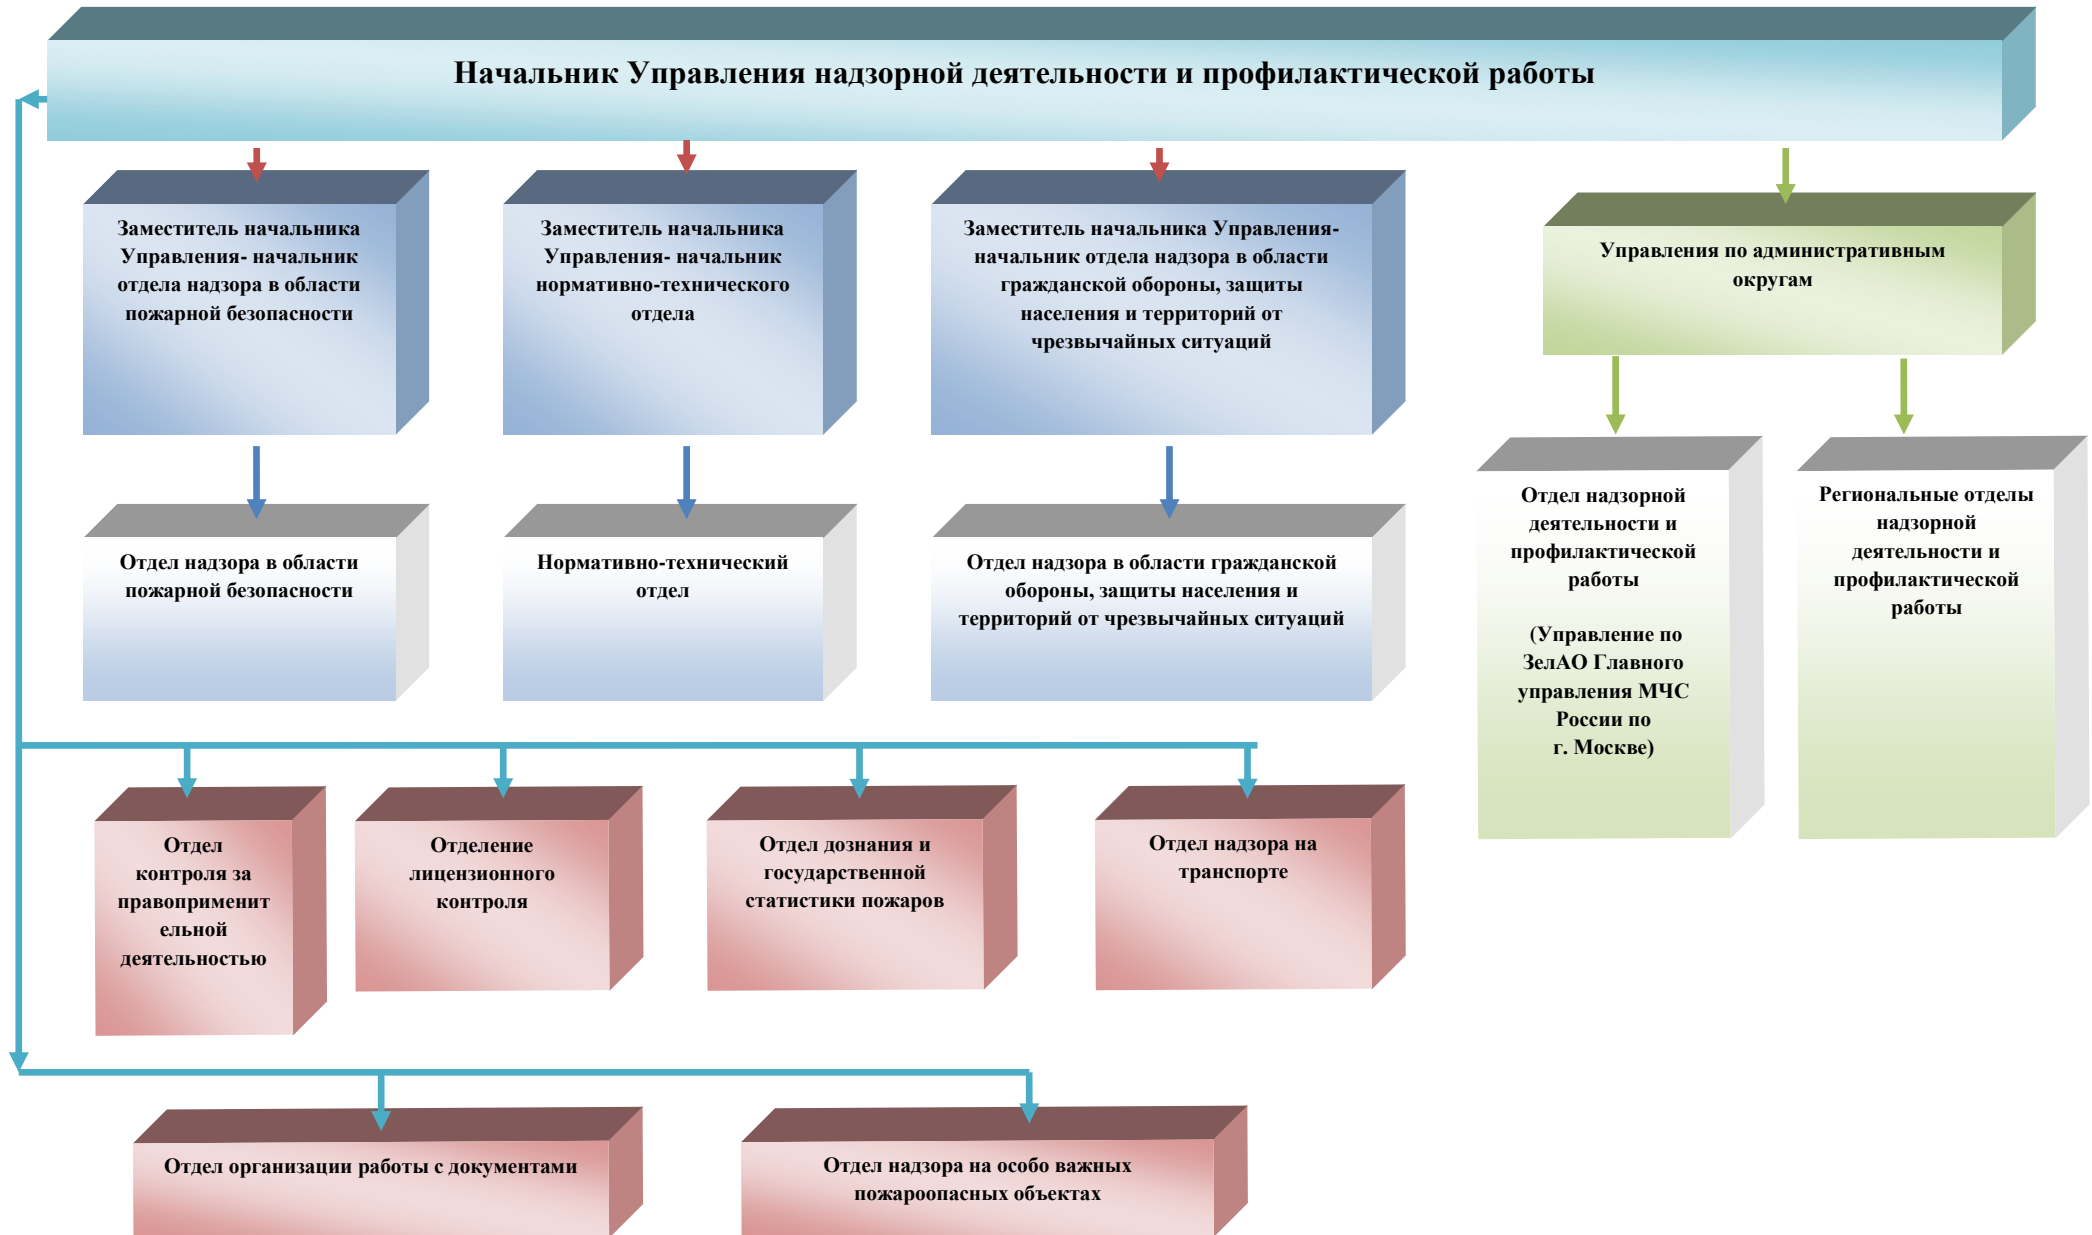 Начальник Управления надзорной деятельности и профилактической работы
Заместитель начальника
Управления- начальник
отдела надзора в области
пожарной безопасности
Заместитель начальника
Управления- начальник
нормативно-технического
отдела
Заместитель начальника Управления-
начальник отдела надзора в области
гражданской обороны, защиты
населения и территорий от
чрезвычайных ситуаций
Управления по административным
округам
Отдел надзора в области
пожарной безопасности
Нормативно-технический
отдел
Отдел надзора в области гражданской
обороны, защиты населения и
территорий от чрезвычайных ситуаций
Отдел надзорной
деятельности и
профилактической
работы
(Управление по
ЗелАО Главного
управления МЧС
России по
г. Москве)
Региональные отделы
надзорной
деятельности и
профилактической
работы
Отдел
контроля за
правоприменит
ельной
деятельностью
Отделение
лицензионного
контроля
Отдел дознания и
государственной
статистики пожаров
Отдел надзора на
транспорте
Отдел организации работы с документами
Отдел надзора на особо важных
пожароопасных объектах